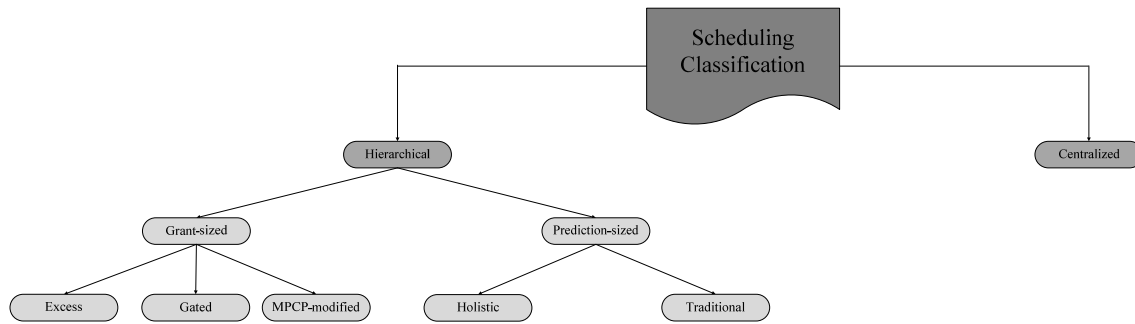 Scheduling
Classification
Hierarchical
Centralized
Grant-sized
Prediction-sized
Excess
Gated
MPCP-modified
Holistic
Traditional